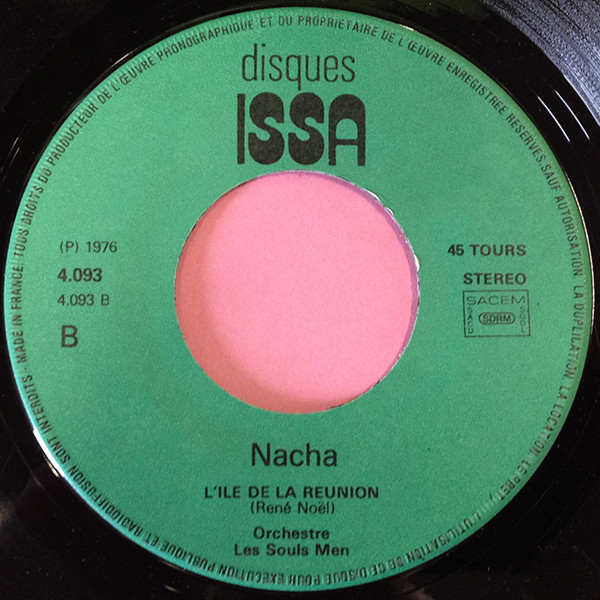 MADE IN FRANCE. TOUS DROITS DU PRODUCTEUR DE L'ŒUVRE PHONOGRAPHIQUE ET DU PROPRIETAIRE DE L'ŒUVRE ENREGISTREE RESERVES. SAUF AUTORISATION, LA DUPLICATION, LA LOCATION, LE PRET, L'UTILISATION DE CE DISQUE POUR EXECUTION PUBLIQUE ET RADIODIFFUSION SONT INTERDITS -
disques
ISSA
(P) 1976
4.093
4.093 B
B
45 TOURS
STEREO
SACEM
SACD
SDRM
SGDL
Nacha
L'ILE DE LA REUNION
(René Noël)
Orchestre
Les Souls Men